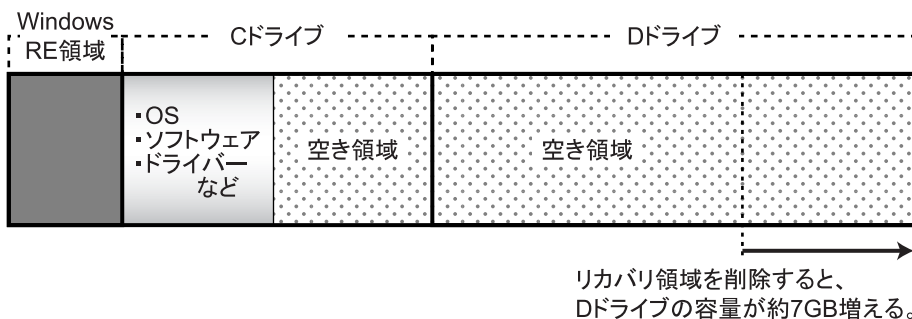 Windows
RE領域
Cドライブ
Dドライブ
▪OS
▪ソフトウェア
▪ドライバー
など
空き領域
空き領域
リカバリ領域を削除すると、
Dドライブの容量が約7GB増える。